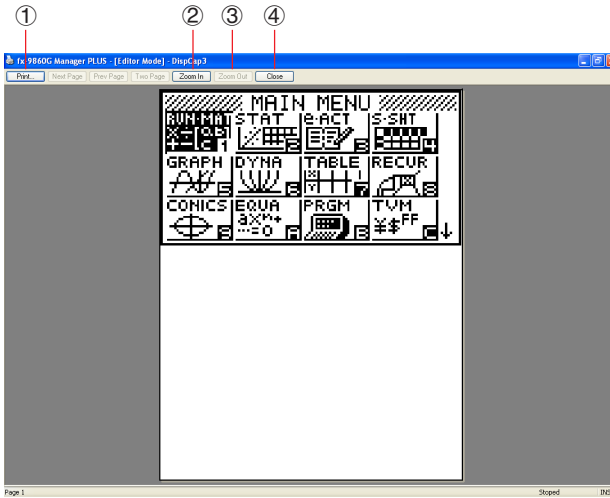 ① ② ③ ④
fx-9860G Manager PLUS - [Editor Mode] - DispCap3
Print... Next Page Prev Page Two Page Zoom In Zoom Out Close
MAIN MENU
RUN·MAT STAT e·ACT S·SHT
GRAPH DYNA TABLE RECUR
CONICS EQUA PRGM TVM
Page 1 Stoped